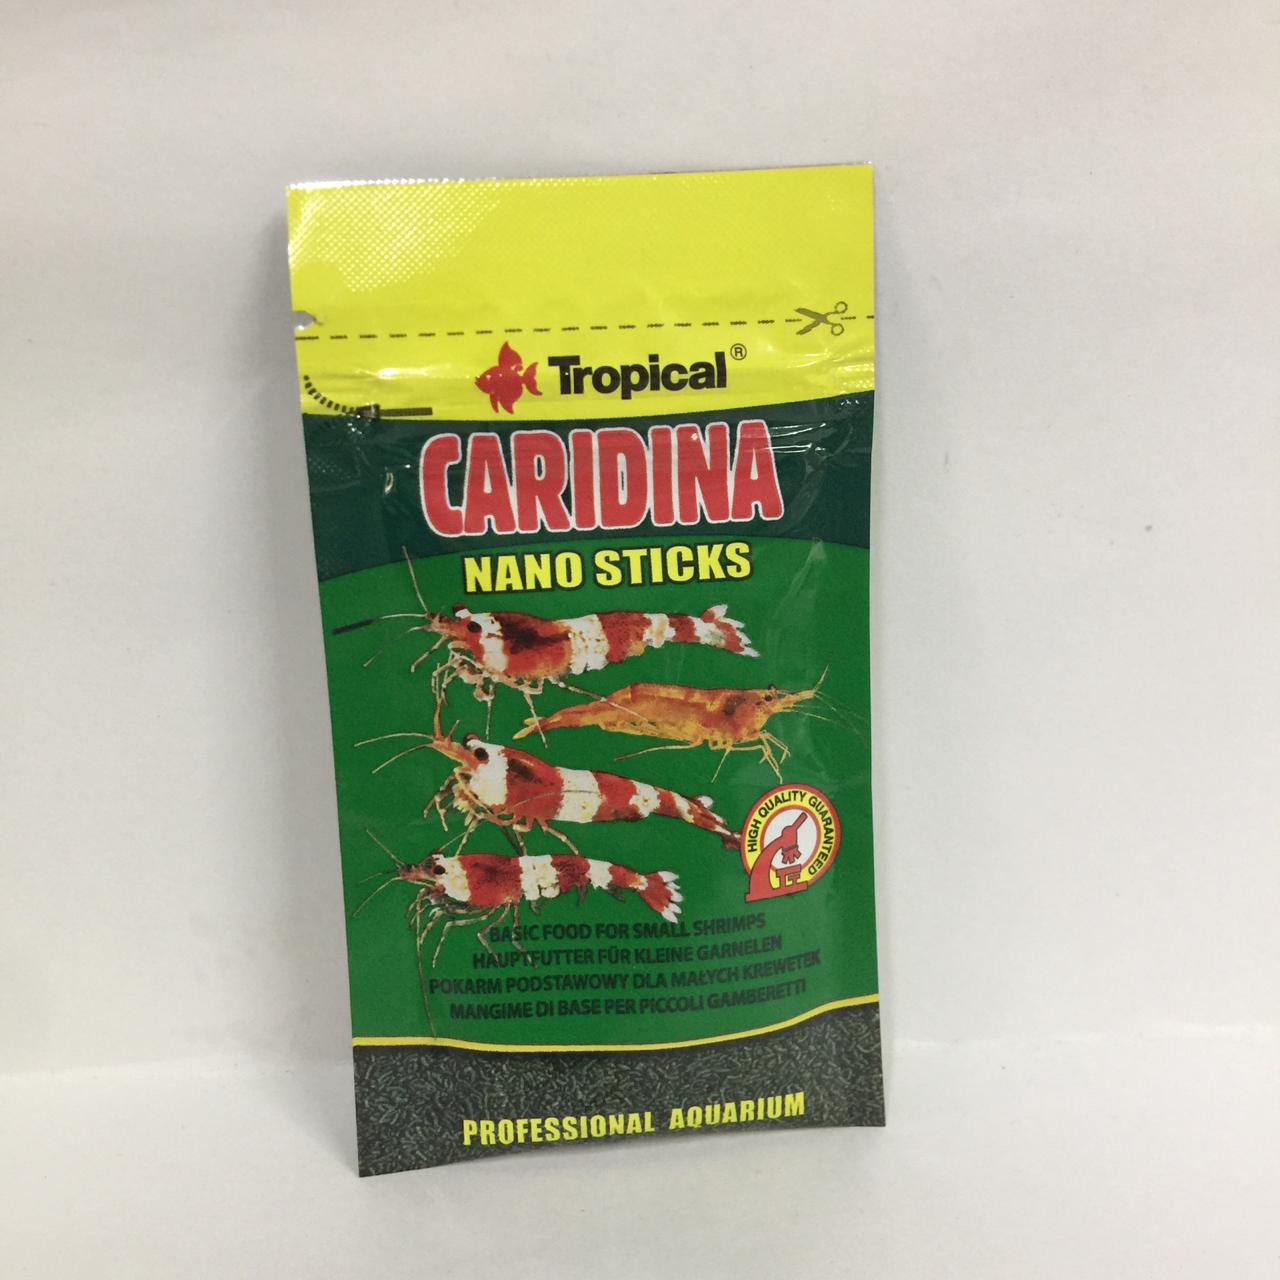 Tropical®
CARIDINA
NANO STICKS
HIGH QUALITY GUARANTEED
BASIC FOOD FOR SMALL SHRIMPS
HAUPTFUTTER FÜR KLEINE GARNELEN
POKARM PODSTAWOWY DLA MAŁYCH KREWETEK
MANGIME DI BASE PER PICCOLI GAMBERETTI
PROFESSIONAL AQUARIUM